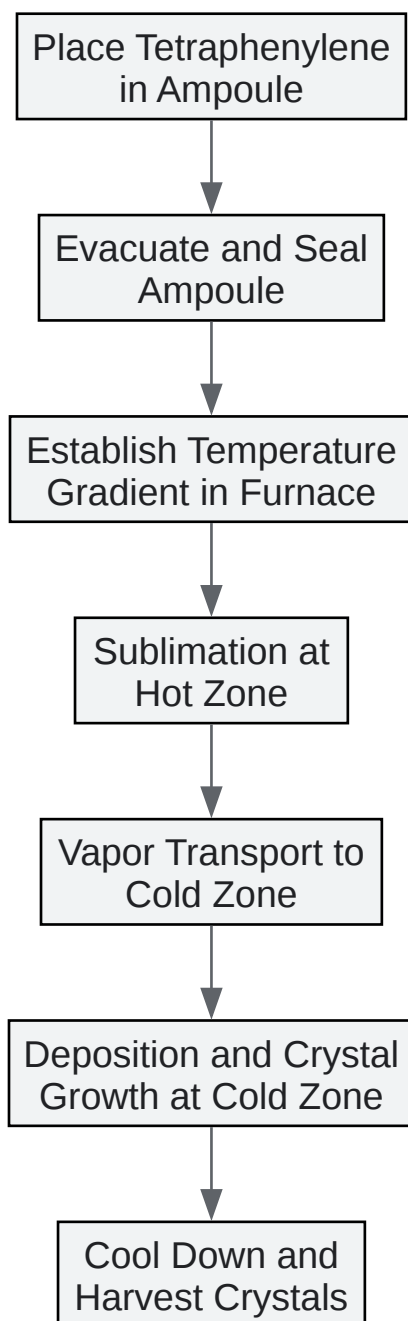 Place Tetraphenylene
in Ampoule
Evacuate and Seal
Ampoule
Establish Temperature
Gradient in Furnace
Sublimation at
Hot Zone
Vapor Transport to
Cold Zone
Deposition and Crystal
Growth at Cold Zone
Cool Down and
Harvest Crystals